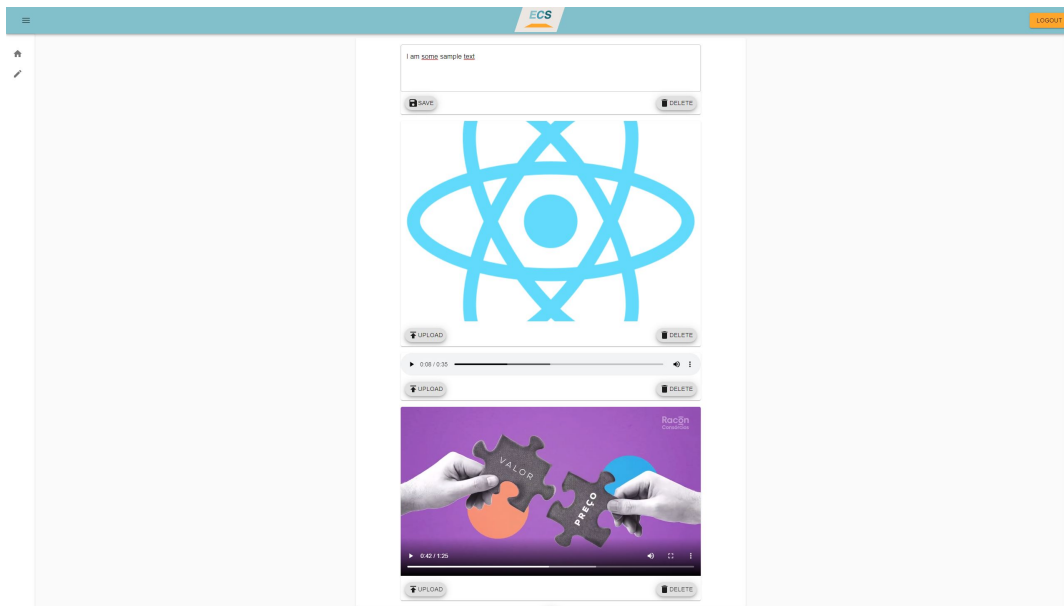 ECS
LOGOUT
I am some sample text
SAVE
DELETE
UPLOAD
DELETE
0:08 / 0:35
UPLOAD
DELETE
Racon
Consórcios
VALOR
PREÇO
0:42 / 1:25
UPLOAD
DELETE